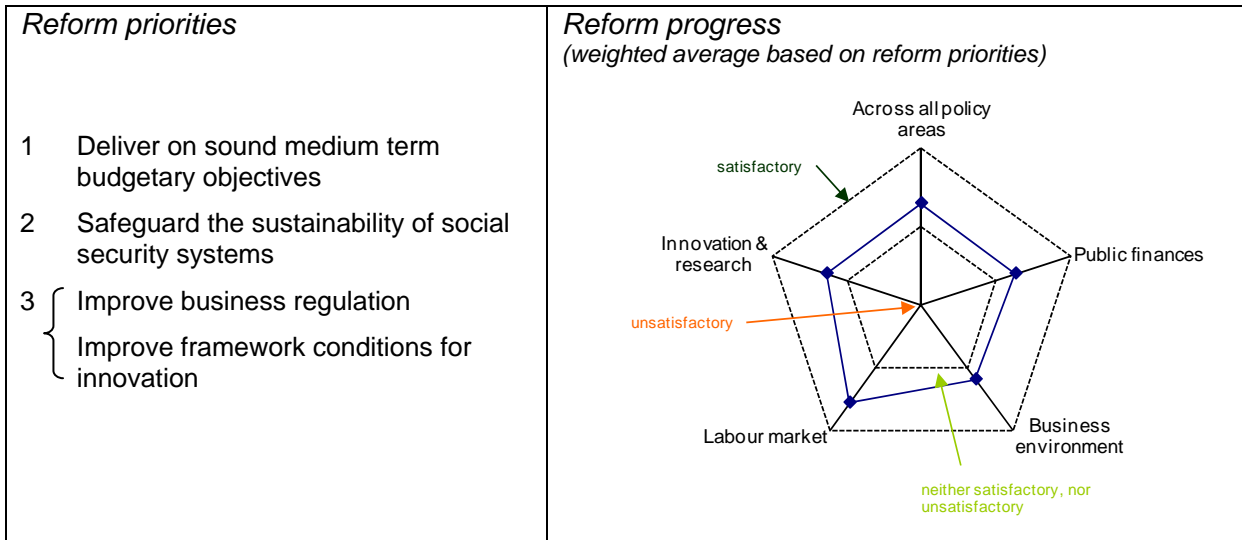 Reform priorities
1 Deliver on sound medium term
budgetary objectives
2 Safeguard the sustainability of social
security systems
3 Improve business regulation
Improve framework conditions for
innovation
Reform progress
(weighted average based on reform priorities)
Across all policy
areas
satisfactory
Innovation &
research
Public finances
unsatisfactory
Labour market
Business
environment
neither satisfactory, nor
unsatisfactory